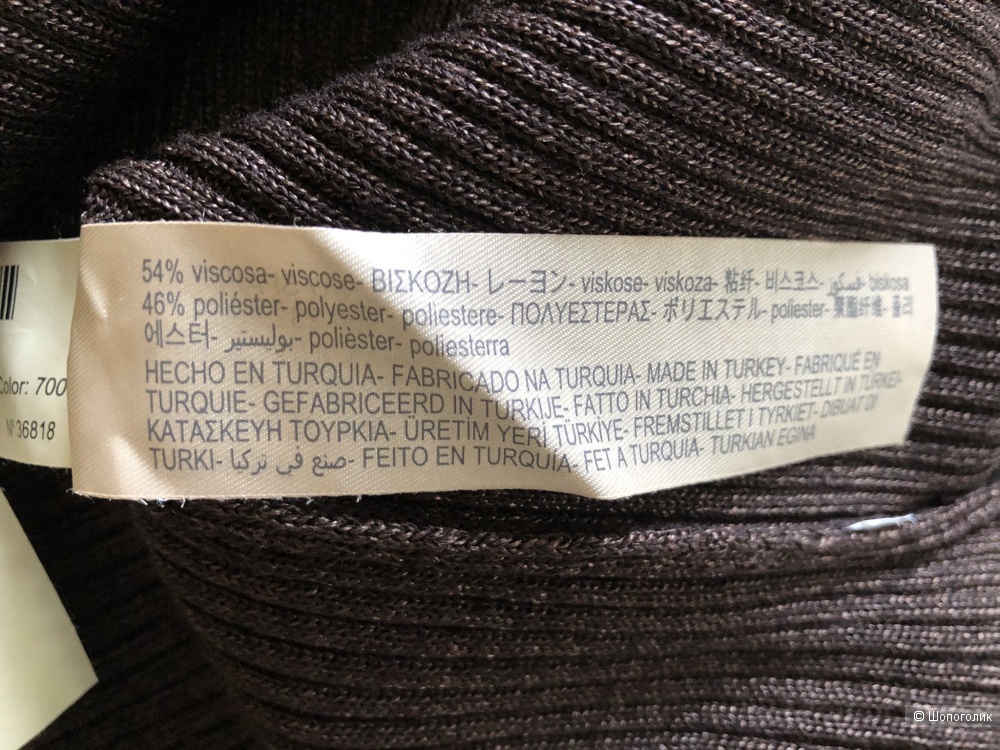 54% viscosa- viscose- ΒΙΣΚΟΖΗ- レーヨン- viskose- viskoza- 粘纤- 비스코스- فسكوز- biskosa
46% poliéster- polyester- poliestere- ΠΟΛΥΕΣΤΕΡΑΣ- ポリエステル- poliester- 聚酯纤维- 폴리
에스터- بوليستير- polièster- poliesterra
HECHO EN TURQUIA- FABRICADO NA TURQUIA- MADE IN TURKEY- FABRIQUÉ EN
TURQUIE- GEFABRICEERD IN TURKIJE- FATTO IN TURCHIA- HERGESTELLT IN TURKEI-
ΚΑΤΑΣΚΕΥΗ ΤΟΥΡΚΙΑ- ÜRETİM YERİ TÜRKİYE- FREMSTILLET I TYRKIET- DIBUAT DI
TURKI- صنع في تركيا- FEITO EN TURQUIA- FET A TURQUIA- TURKIAN EGINA
Color: 700
Nº 36818
© Шопоголик